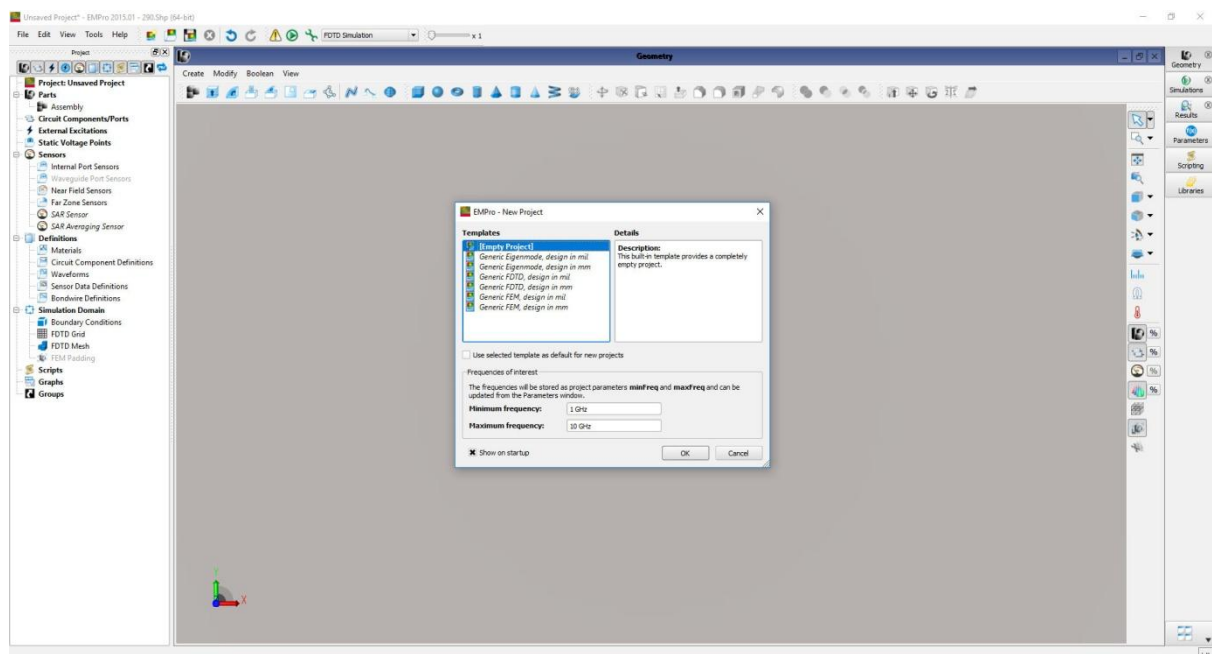 Unsaved Project* - EMPro 2015.01 - 290.Shp (64-bit)
File Edit View Tools Help
FDTD Simulation
x 1
Project
Project: Unsaved Project
Parts
Assembly
Circuit Components/Ports
External Excitations
Static Voltage Points
Sensors
Internal Port Sensors
Waveguide Port Sensors
Near Field Sensors
Far Zone Sensors
SAR Sensor
SAR Averaging Sensor
Definitions
Materials
Circuit Component Definitions
Waveforms
Sensor Data Definitions
Bondwire Definitions
Simulation Domain
Boundary Conditions
FDTD Grid
FDTD Mesh
FEM Padding
Scripts
Graphs
Groups
Geometry
Create Modify Boolean View
EMPro - New Project
Templates
[Empty Project]
Generic Eigenmode, design in mil
Generic Eigenmode, design in mm
Generic FDTD, design in mil
Generic FDTD, design in mm
Generic FEM, design in mil
Generic FEM, design in mm
Details
Description:
This built-in template provides a completely
empty project.
Use selected template as default for new projects
Frequencies of interest
The frequencies will be stored as project parameters minFreq and maxFreq and can be
updated from the Parameters window.
Minimum frequency: 1 GHz
Maximum frequency: 10 GHz
Show on startup
OK Cancel
y
x
Geometry
Simulations
Results
f(x)
Parameters
Scripting
Libraries
%
%
%
%